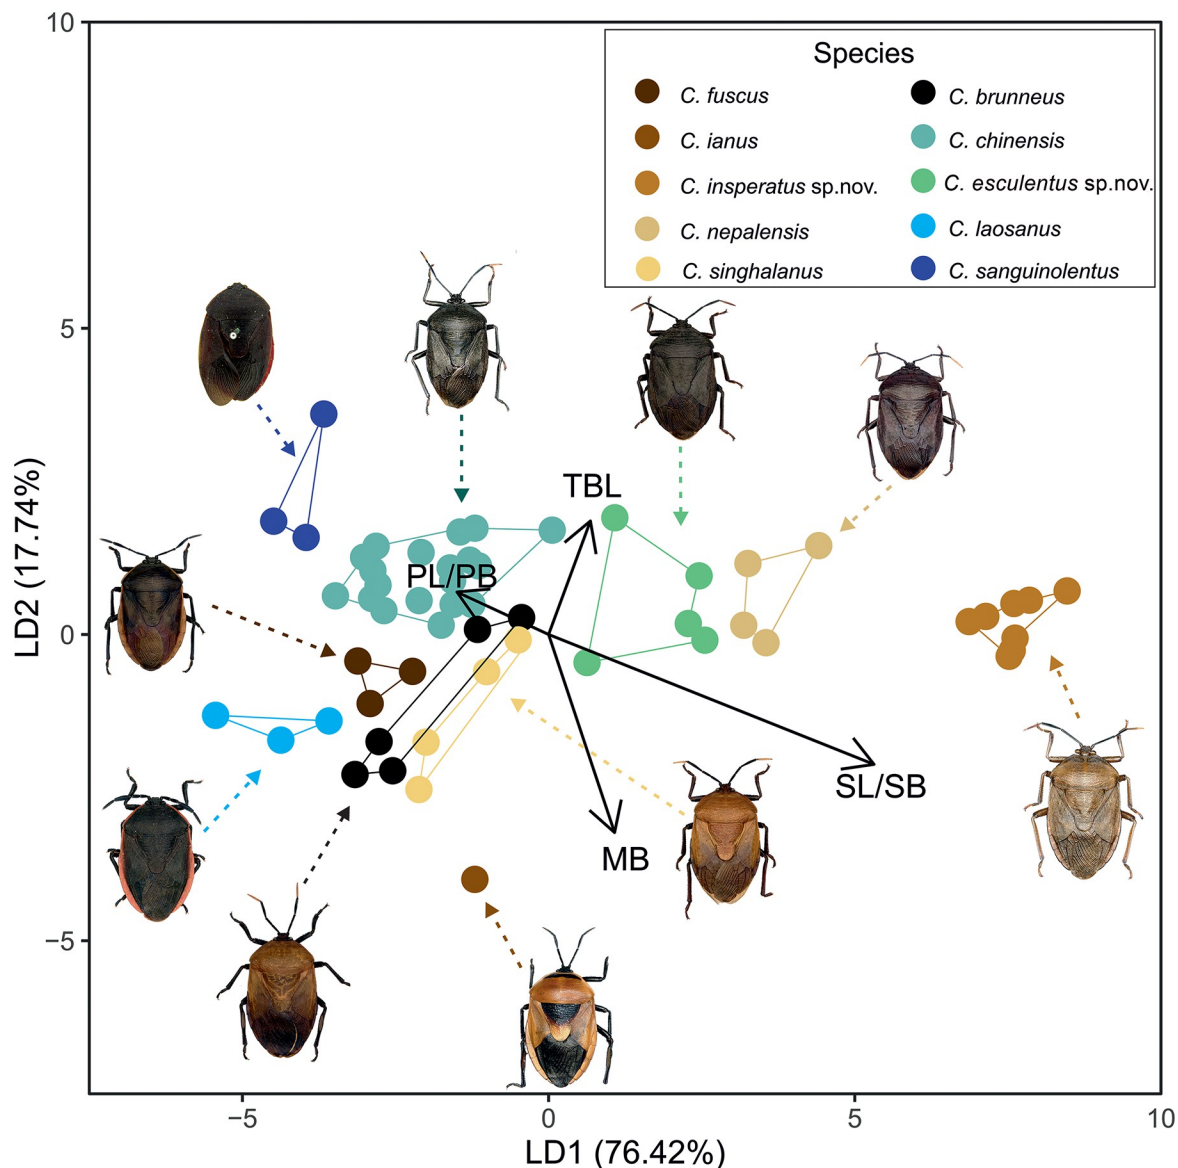 10
Species
C. fuscus
C. brunneus
C. ianus
C. chinensis
C. insperatus sp.nov.
C. esculentus sp.nov.
C. nepalensis
C. laosanus
C. singhalanus
C. sanguinolentus
5
TBL
PL/PB
LD2 (17.74%)
0
SL/SB
MB
−5
−5
0
5
10
LD1 (76.42%)